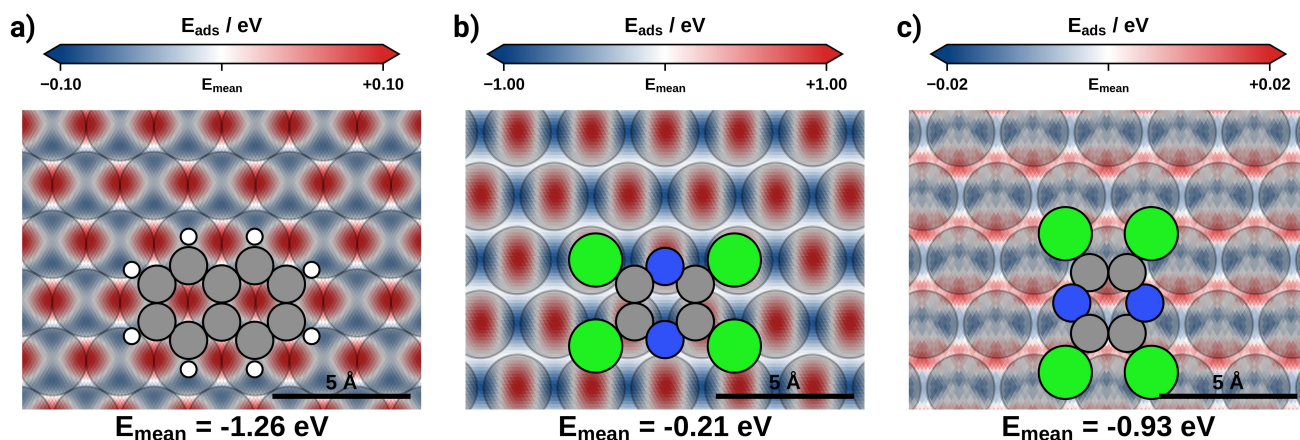 a)
E_ads / eV
−0.10 E_mean +0.10
5 Å
E_mean = -1.26 eV
b)
E_ads / eV
−1.00 E_mean +1.00
5 Å
E_mean = -0.21 eV
c)
E_ads / eV
−0.02 E_mean +0.02
5 Å
E_mean = -0.93 eV